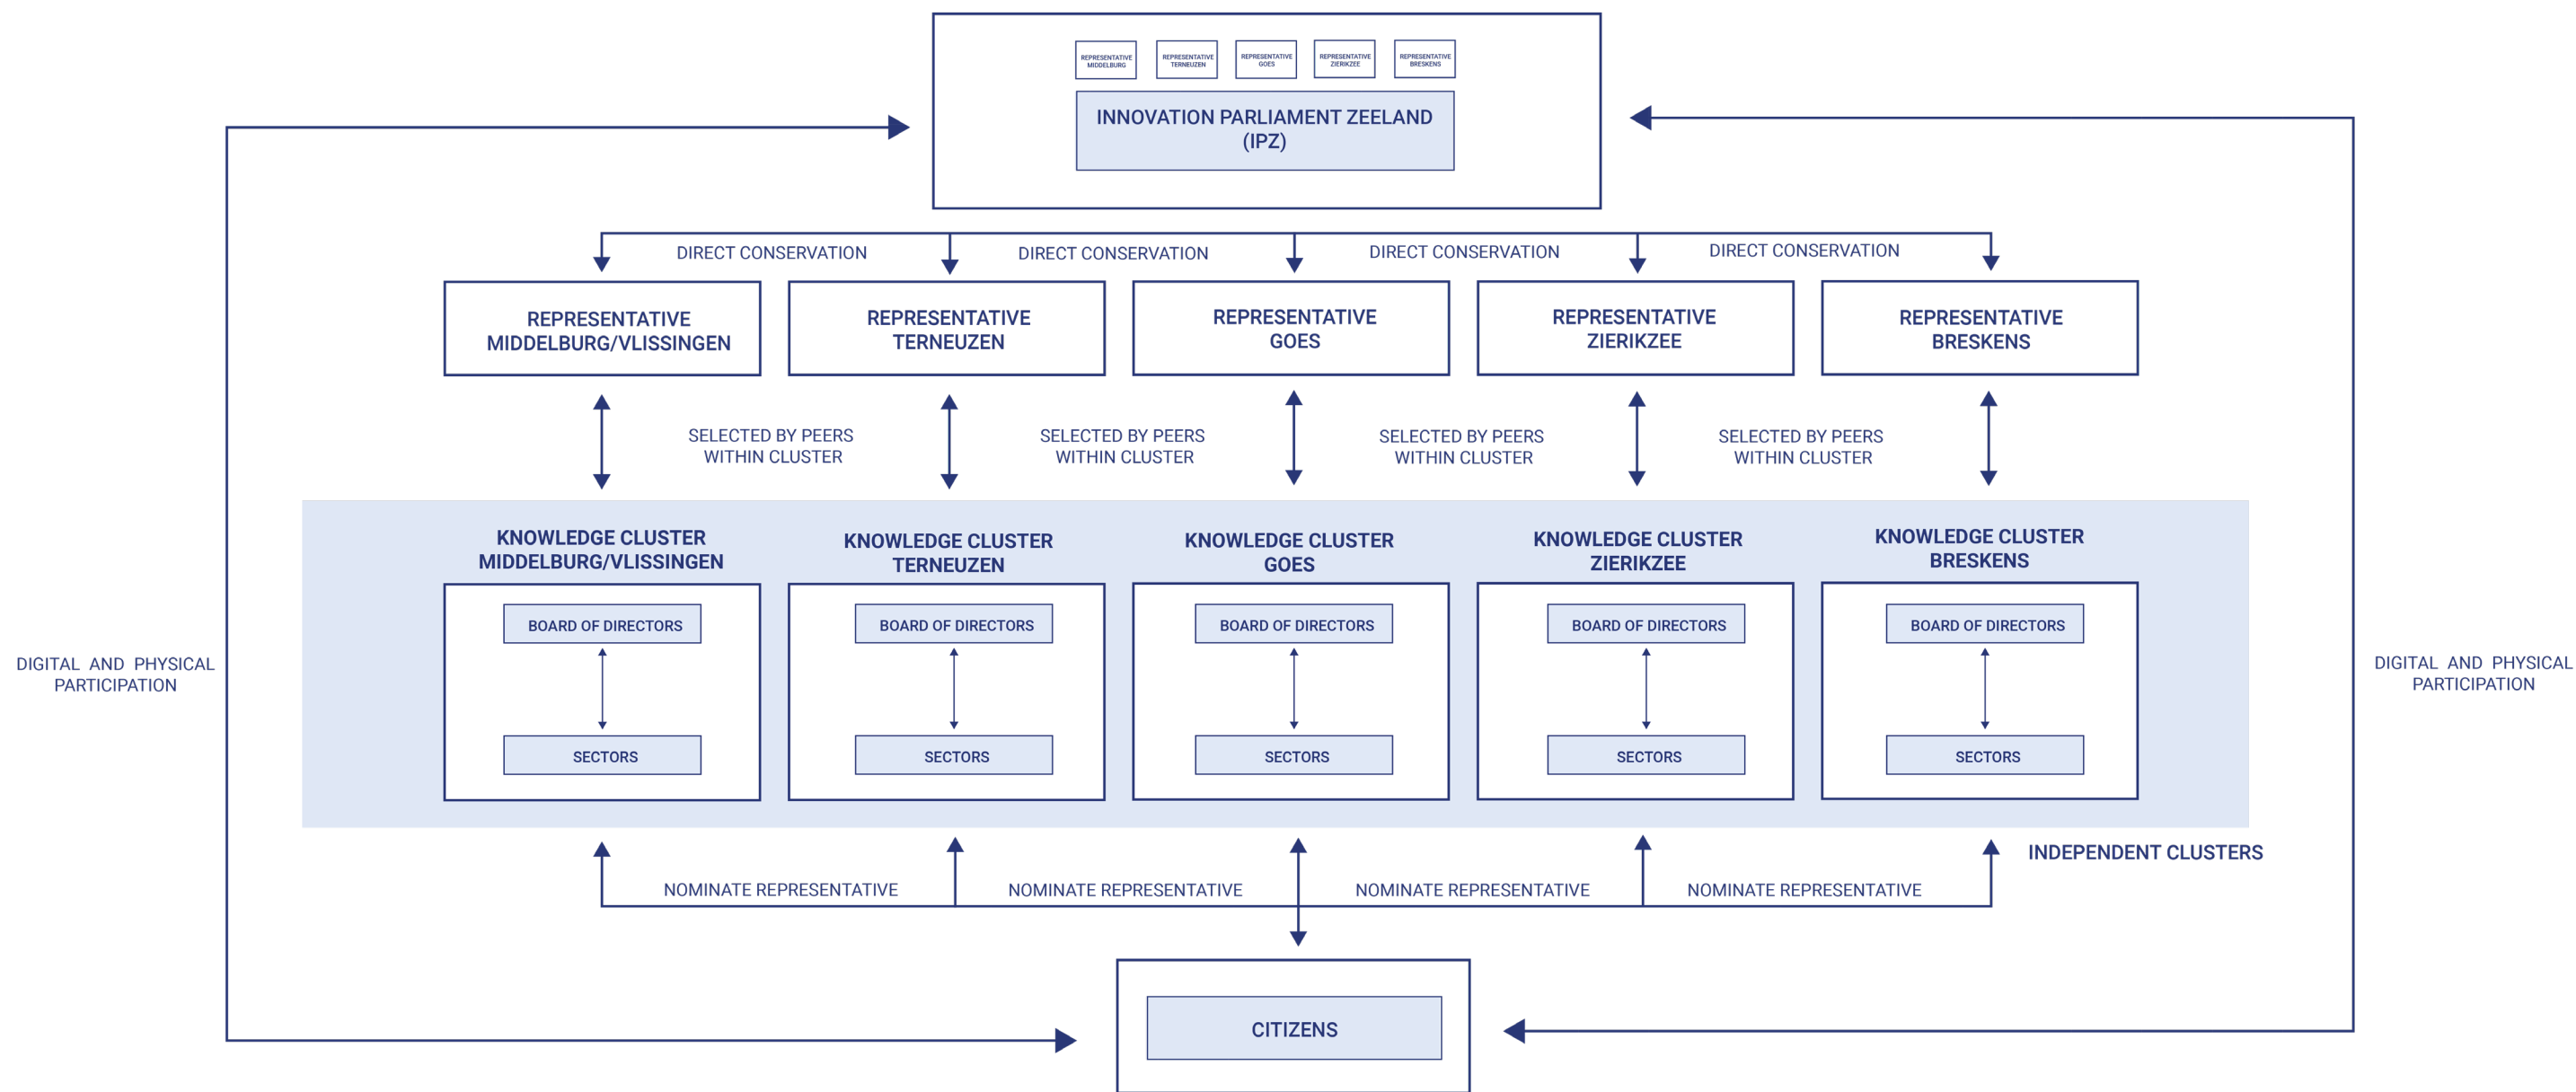 REPRESENTATIVE
MIDDELBURG
REPRESENTATIVE
TERNEUZEN
REPRESENTATIVE
GOES
REPRESENTATIVE
ZIERIKZEE
REPRESENTATIVE
BRESKENS
INNOVATION PARLIAMENT ZEELAND
(IPZ)
DIRECT CONSERVATION
DIRECT CONSERVATION
DIRECT CONSERVATION
DIRECT CONSERVATION
REPRESENTATIVE
MIDDELBURG/VLISSINGEN
REPRESENTATIVE
TERNEUZEN
REPRESENTATIVE
GOES
REPRESENTATIVE
ZIERIKZEE
REPRESENTATIVE
BRESKENS
SELECTED BY PEERS
WITHIN CLUSTER
SELECTED BY PEERS
WITHIN CLUSTER
SELECTED BY PEERS
WITHIN CLUSTER
SELECTED BY PEERS
WITHIN CLUSTER
KNOWLEDGE CLUSTER
MIDDELBURG/VLISSINGEN
KNOWLEDGE CLUSTER
TERNEUZEN
KNOWLEDGE CLUSTER
GOES
KNOWLEDGE CLUSTER
ZIERIKZEE
KNOWLEDGE CLUSTER
BRESKENS
BOARD OF DIRECTORS
BOARD OF DIRECTORS
BOARD OF DIRECTORS
BOARD OF DIRECTORS
BOARD OF DIRECTORS
DIGITAL AND PHYSICAL
PARTICIPATION
DIGITAL AND PHYSICAL
PARTICIPATION
SECTORS
SECTORS
SECTORS
SECTORS
SECTORS
INDEPENDENT CLUSTERS
NOMINATE REPRESENTATIVE
NOMINATE REPRESENTATIVE
NOMINATE REPRESENTATIVE
NOMINATE REPRESENTATIVE
CITIZENS